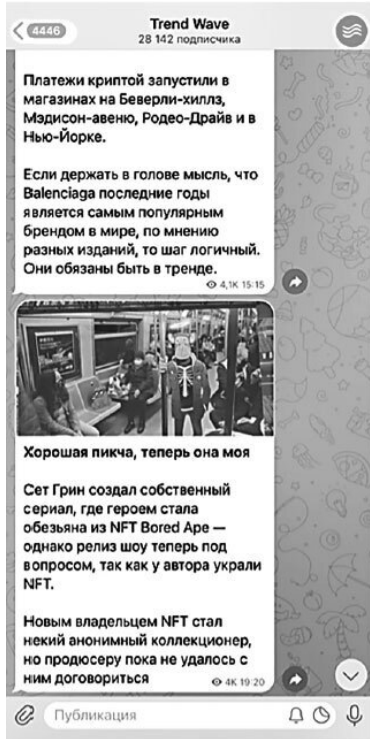 4446
Trend Wave
28 142 подписчика
Платежи криптой запустили в
магазинах на Беверли-хиллз,
Мэдисон-авеню, Родео-Драйв и в
Нью-Йорке.
Если держать в голове мысль, что
Balenciaga последние годы
является самым популярным
брендом в мире, по мнению
разных изданий, то шаг логичный.
Они обязаны быть в тренде.
4,1K 15:15
Хорошая пикча, теперь она моя
Сет Грин создал собственный
сериал, где героем стала
обезьяна из NFT Bored Ape —
однако релиз шоу теперь под
вопросом, так как у автора украли
NFT.
Новым владельцем NFT стал
некий анонимный коллекционер,
но продюсеру пока не удалось с
ним договориться
4K 19:20
Публикация